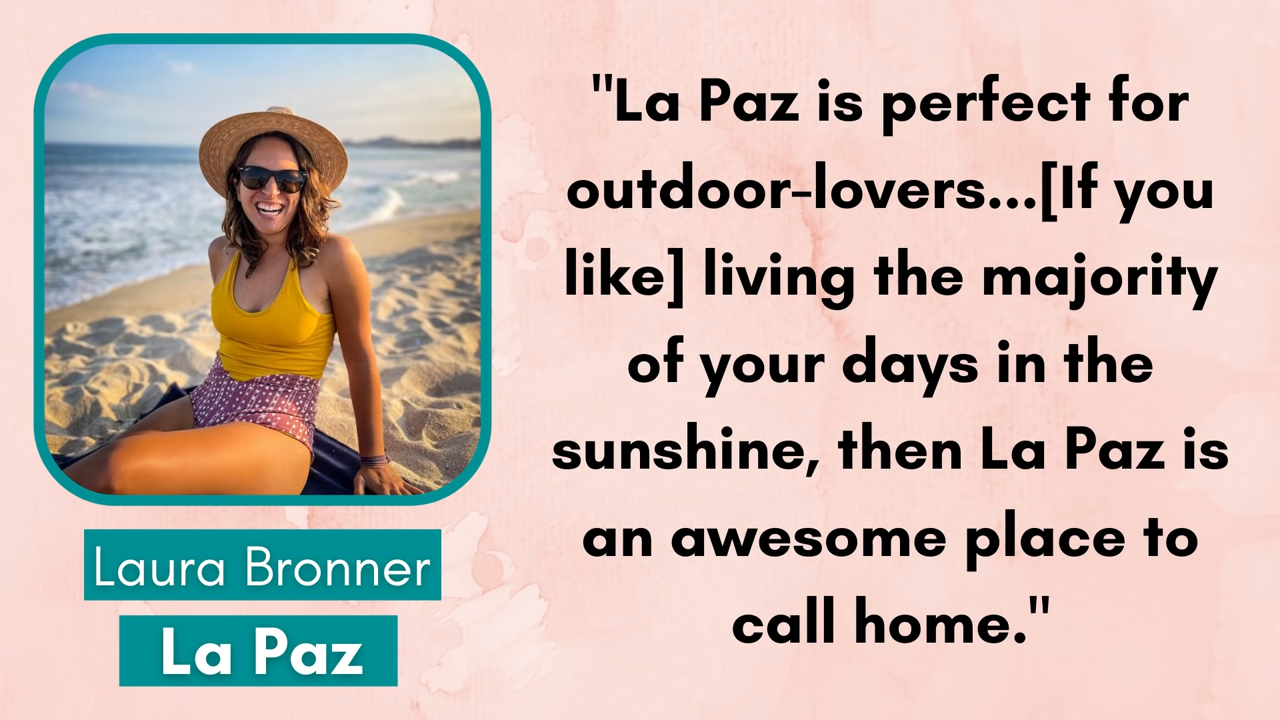 Laura Bronner
La Paz
"La Paz is perfect for
outdoor-lovers...[If you
like] living the majority
of your days in the
sunshine, then La Paz is
an awesome place to
call home."